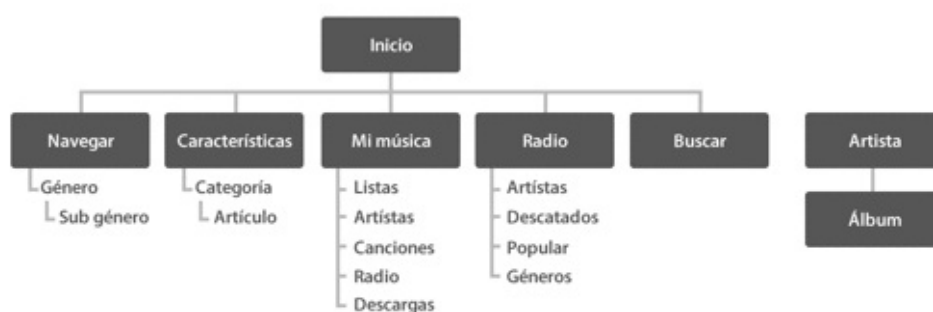 Inicio
Navegar
Características
Mi música
Radio
Buscar
Artista
Género
Sub género
Categoría
Artículo
Listas
Artístas
Canciones
Radio
Descargas
Artístas
Descatados
Popular
Géneros
Álbum